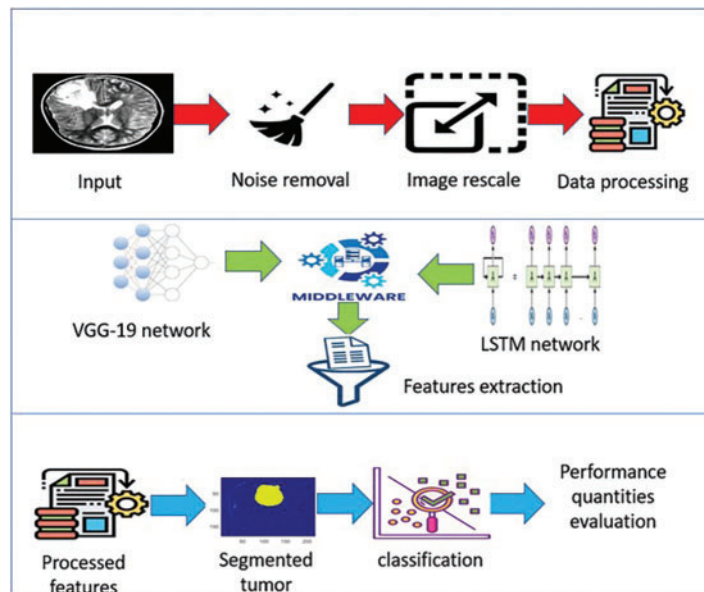 Input
Noise removal
Image rescale
Data processing
MIDDLEWARE
VGG-19 network
LSTM network
Features extraction
Processed
features
Segmented
tumor
classification
Performance
quantities
evaluation